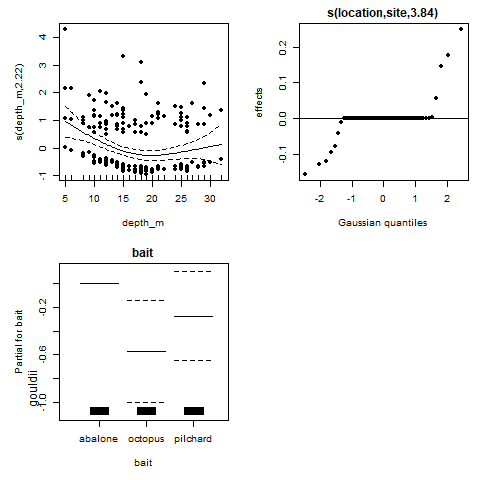 s(depth_m,2.22)
4
3
2
1
0
-1
5
10
15
20
25
30
depth_m
s(location,site,3.84)
effects
0.2
0.1
0.0
-0.1
-2
-1
0
1
2
Gaussian quantiles
bait
Partial for bait
gouldii
-0.2
-0.6
-1.0
abalone octopus pilchard
bait